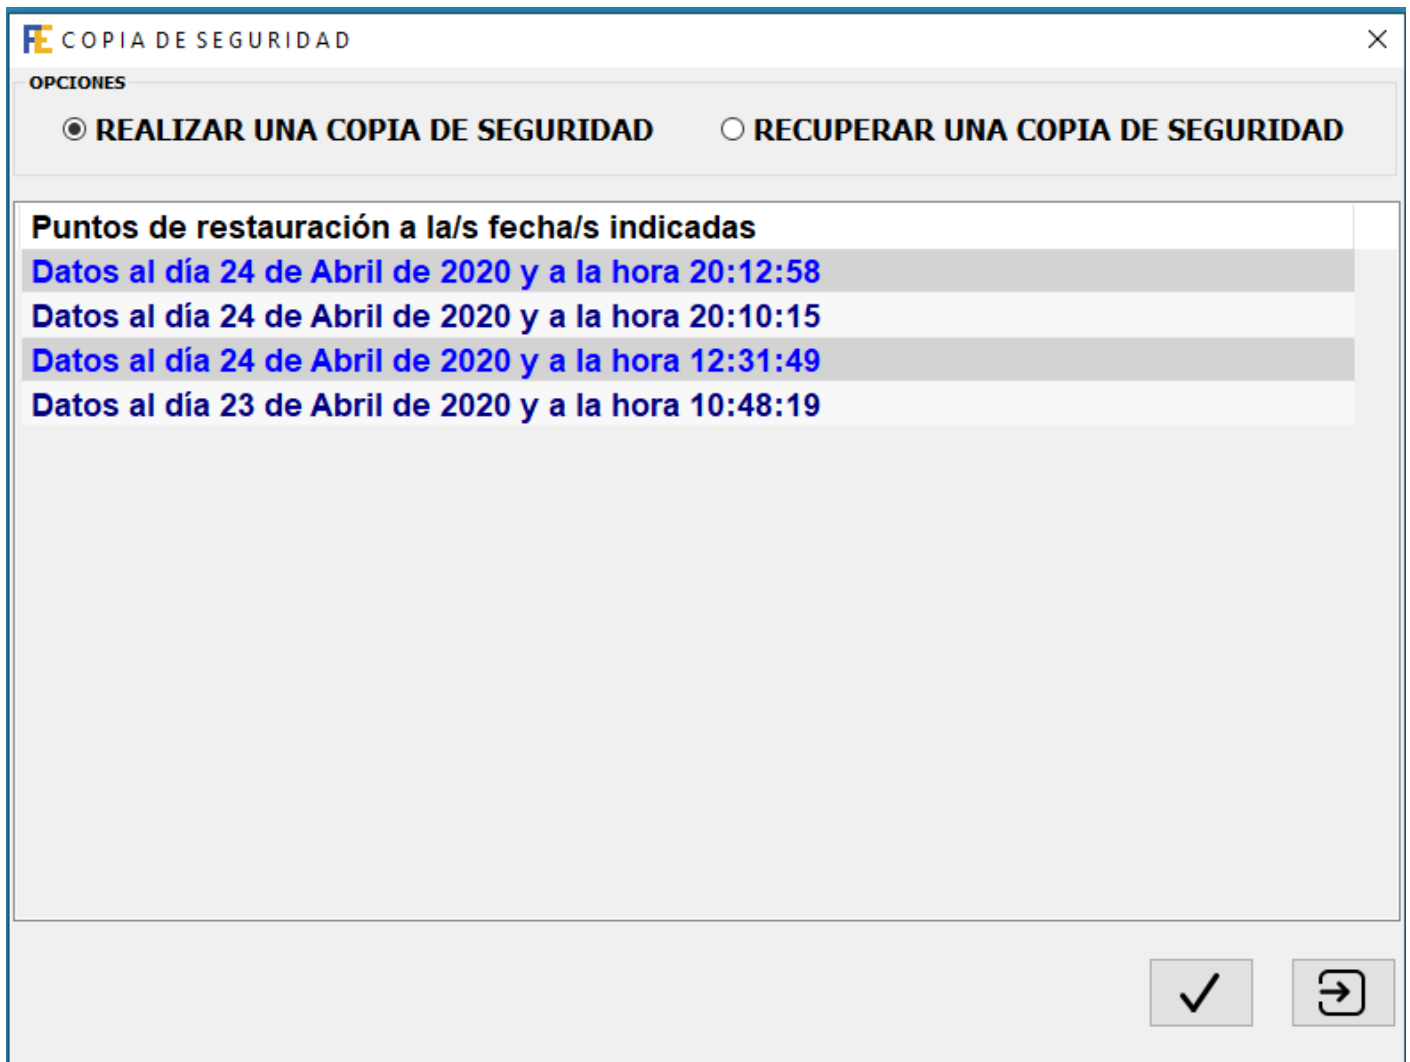 FE COPIA DE SEGURIDAD
OPCIONES
REALIZAR UNA COPIA DE SEGURIDAD RECUPERAR UNA COPIA DE SEGURIDAD
Puntos de restauración a la/s fecha/s indicadas
Datos al día 24 de Abril de 2020 y a la hora 20:12:58
Datos al día 24 de Abril de 2020 y a la hora 20:10:15
Datos al día 24 de Abril de 2020 y a la hora 12:31:49
Datos al día 23 de Abril de 2020 y a la hora 10:48:19